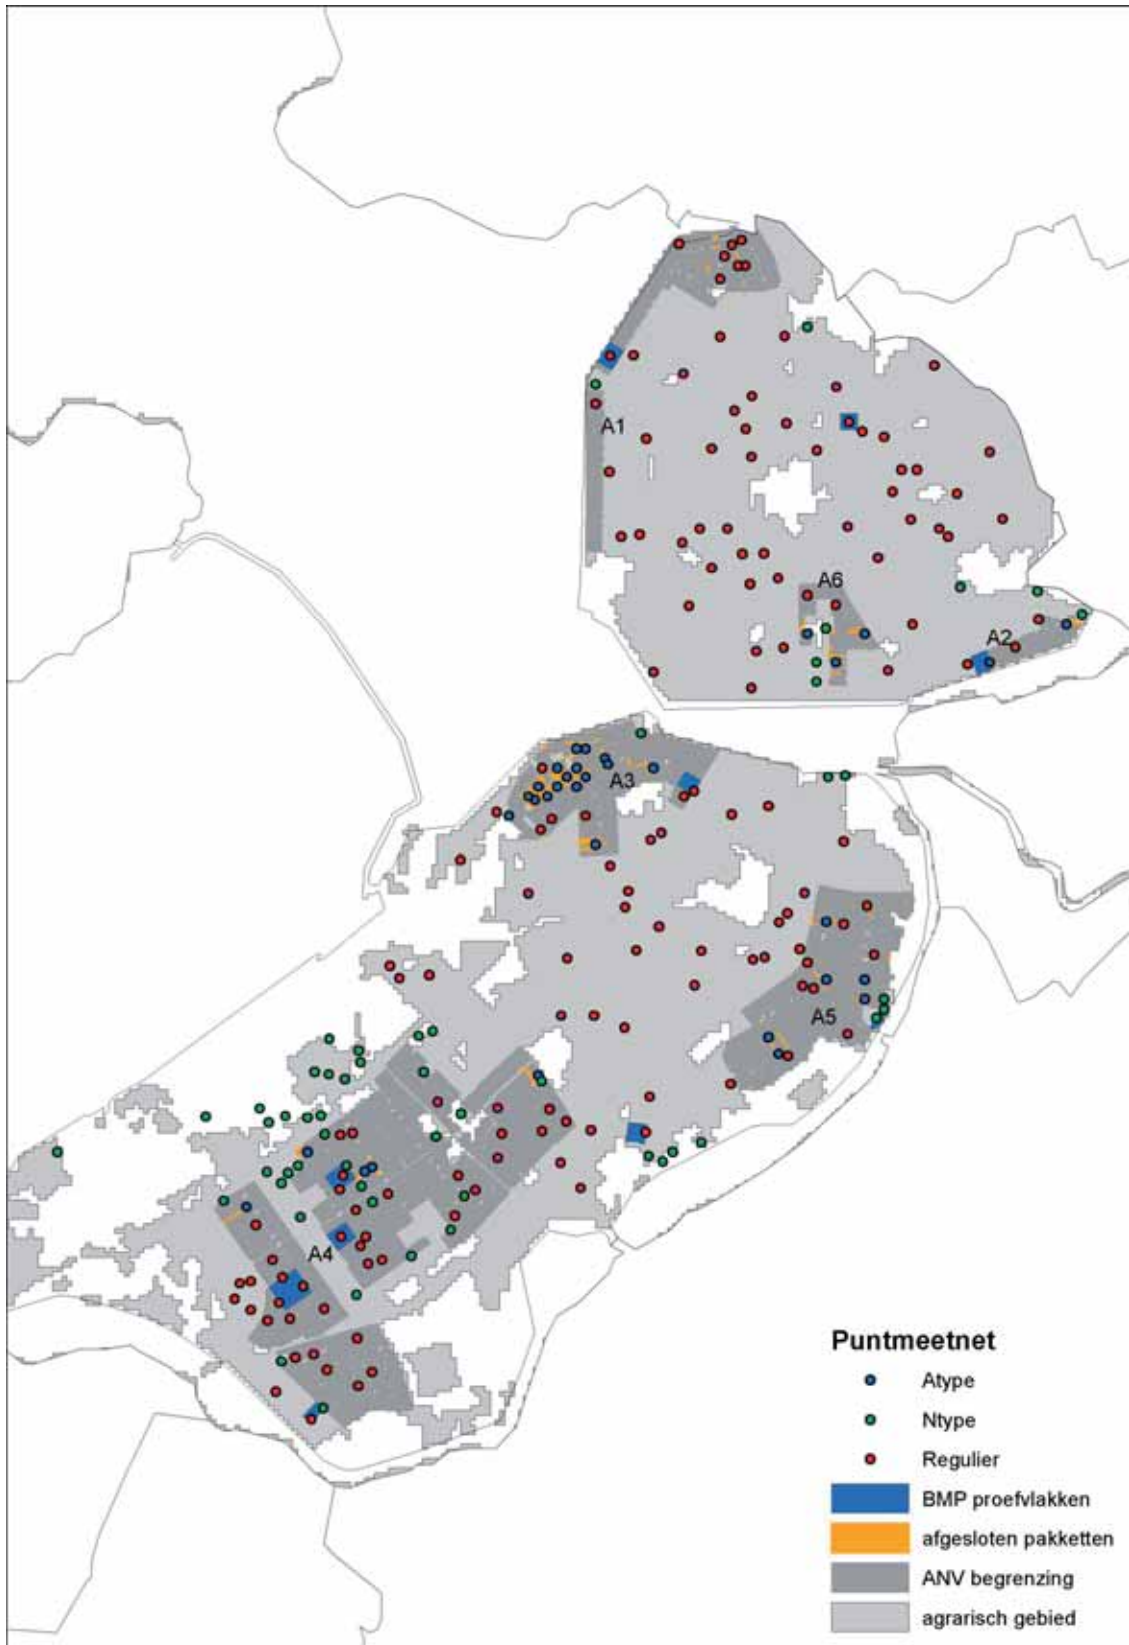 A1
A6
A2
A3
A5
A4
Puntmeetnet
Atype
Ntype
Regulier
BMP proefvlakken
afgesloten pakketten
ANV begrenzing
agrarisch gebied